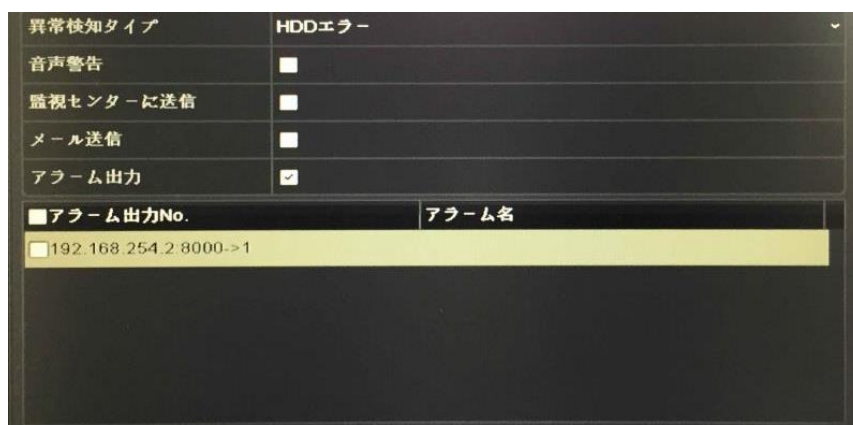 異常検知タイプ HDDエラー
音声警告
監視センターに送信
メール送信
アラーム出力
アラーム出力No. アラーム名
192.168.254.2:8000->1